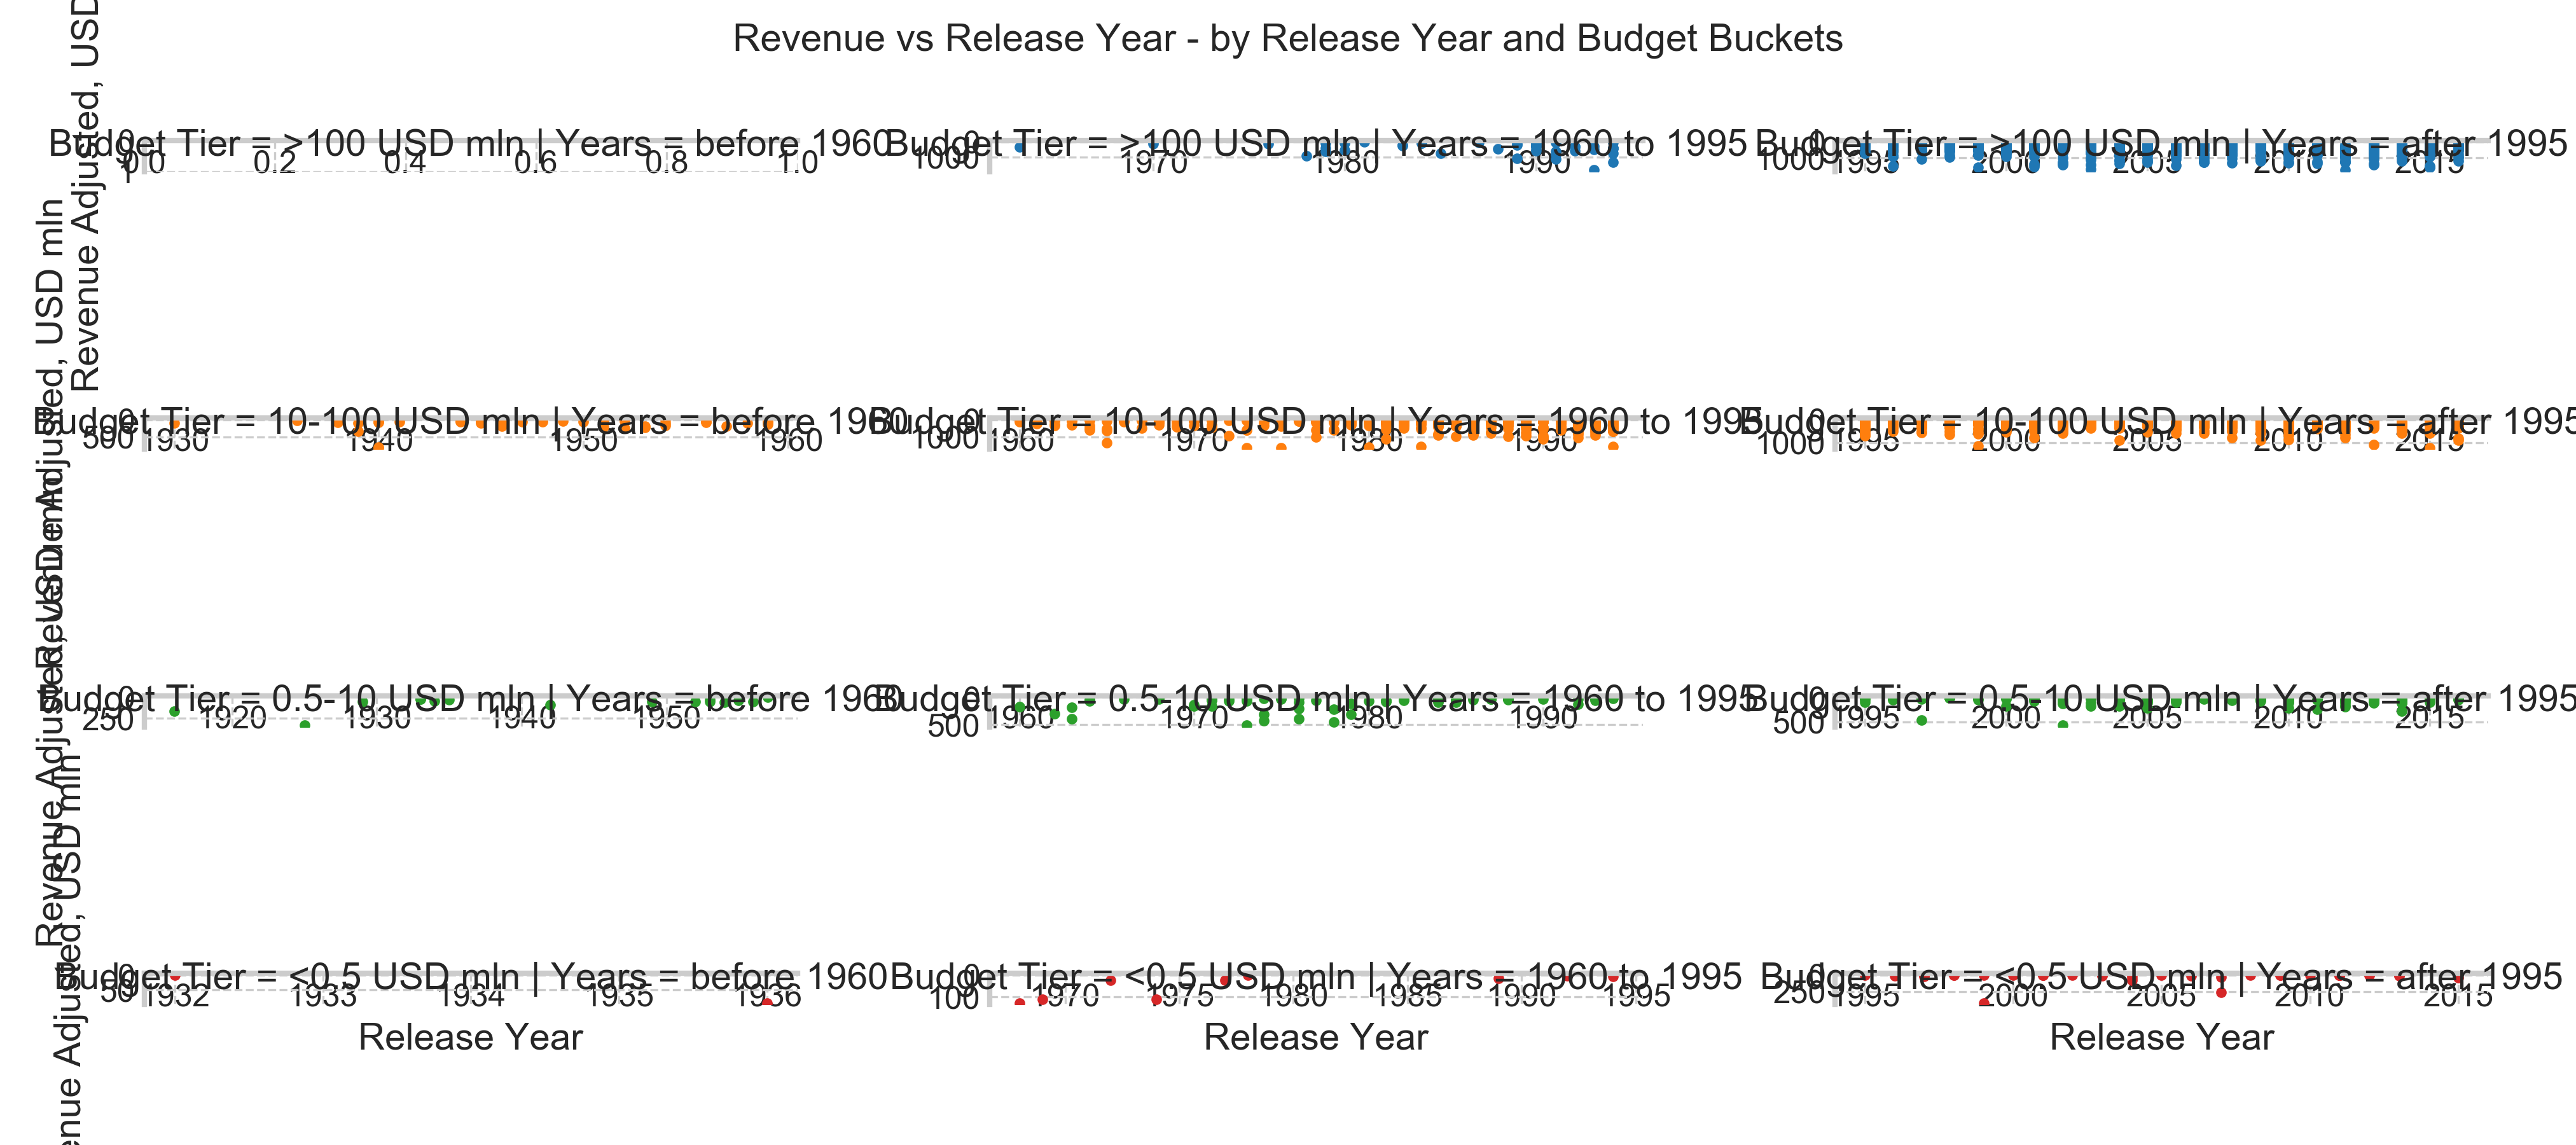 Revenue vs Release Year - by Release Year and Budget Buckets
Revenue Adjusted, USD
Budget Tier = >100 USD mln | Years = before 1960
0
1
0.0 0.2 0.4 0.6 0.8 1.0
Budget Tier = >100 USD mln | Years = 1960 to 1995
0
1000
1970 1980 1990
Budget Tier = >100 USD mln | Years = after 1995
0
1000
1995 2000 2005 2010 2015
Revenue Adjusted, USD mln
Budget Tier = 10-100 USD mln | Years = before 1960
0
500
1930 1940 1950 1960
Budget Tier = 10-100 USD mln | Years = 1960 to 1995
0
1000
1960 1970 1980 1990
Budget Tier = 10-100 USD mln | Years = after 1995
0
1000
1995 2000 2005 2010 2015
Revenue Adjusted, USD mln
Budget Tier = 0.5-10 USD mln | Years = before 1960
0
250
1920 1930 1940 1950
Budget Tier = 0.5-10 USD mln | Years = 1960 to 1995
0
500
1960 1970 1980 1990
Budget Tier = 0.5-10 USD mln | Years = after 1995
0
500
1995 2000 2005 2010 2015
Adjusted, USD mln
Budget Tier = <0.5 USD mln | Years = before 1960
0
50
1932 1933 1934 1935 1936
Release Year
Budget Tier = <0.5 USD mln | Years = 1960 to 1995
0
100
1970 1975 1980 1985 1990 1995
Release Year
Budget Tier = <0.5 USD mln | Years = after 1995
0
250
1995 2000 2005 2010 2015
Release Year